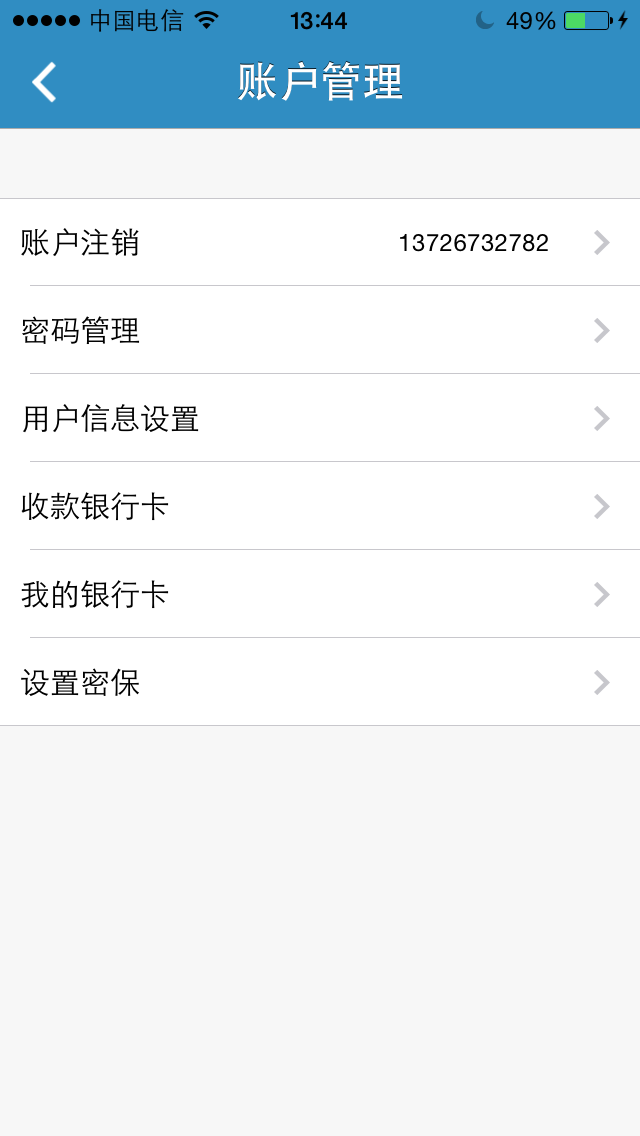 中国电信 13:44 49%
账户管理
账户注销 13726732782
密码管理
用户信息设置
收款银行卡
我的银行卡
设置密保